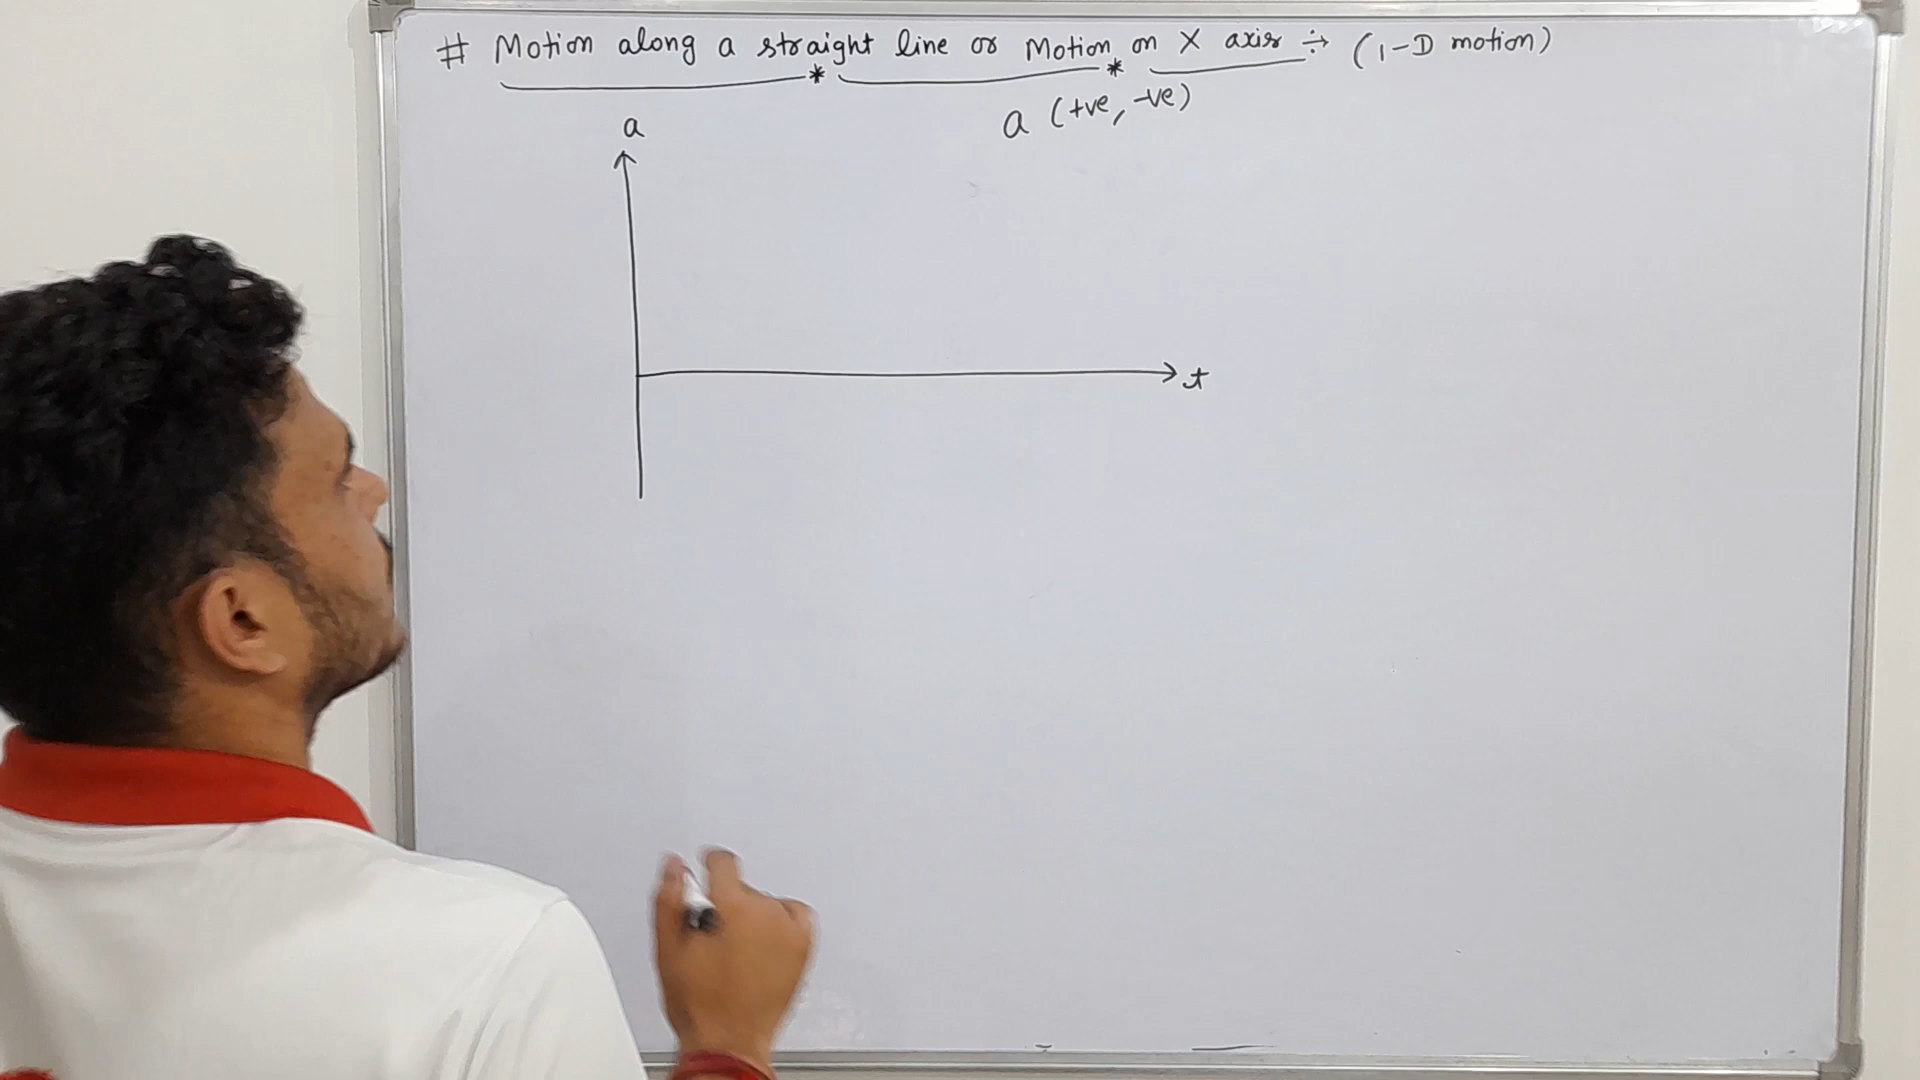 # Motion along a straight line or Motion on X axis ÷ (1-D motion)
a (+ve, -ve)
a
t